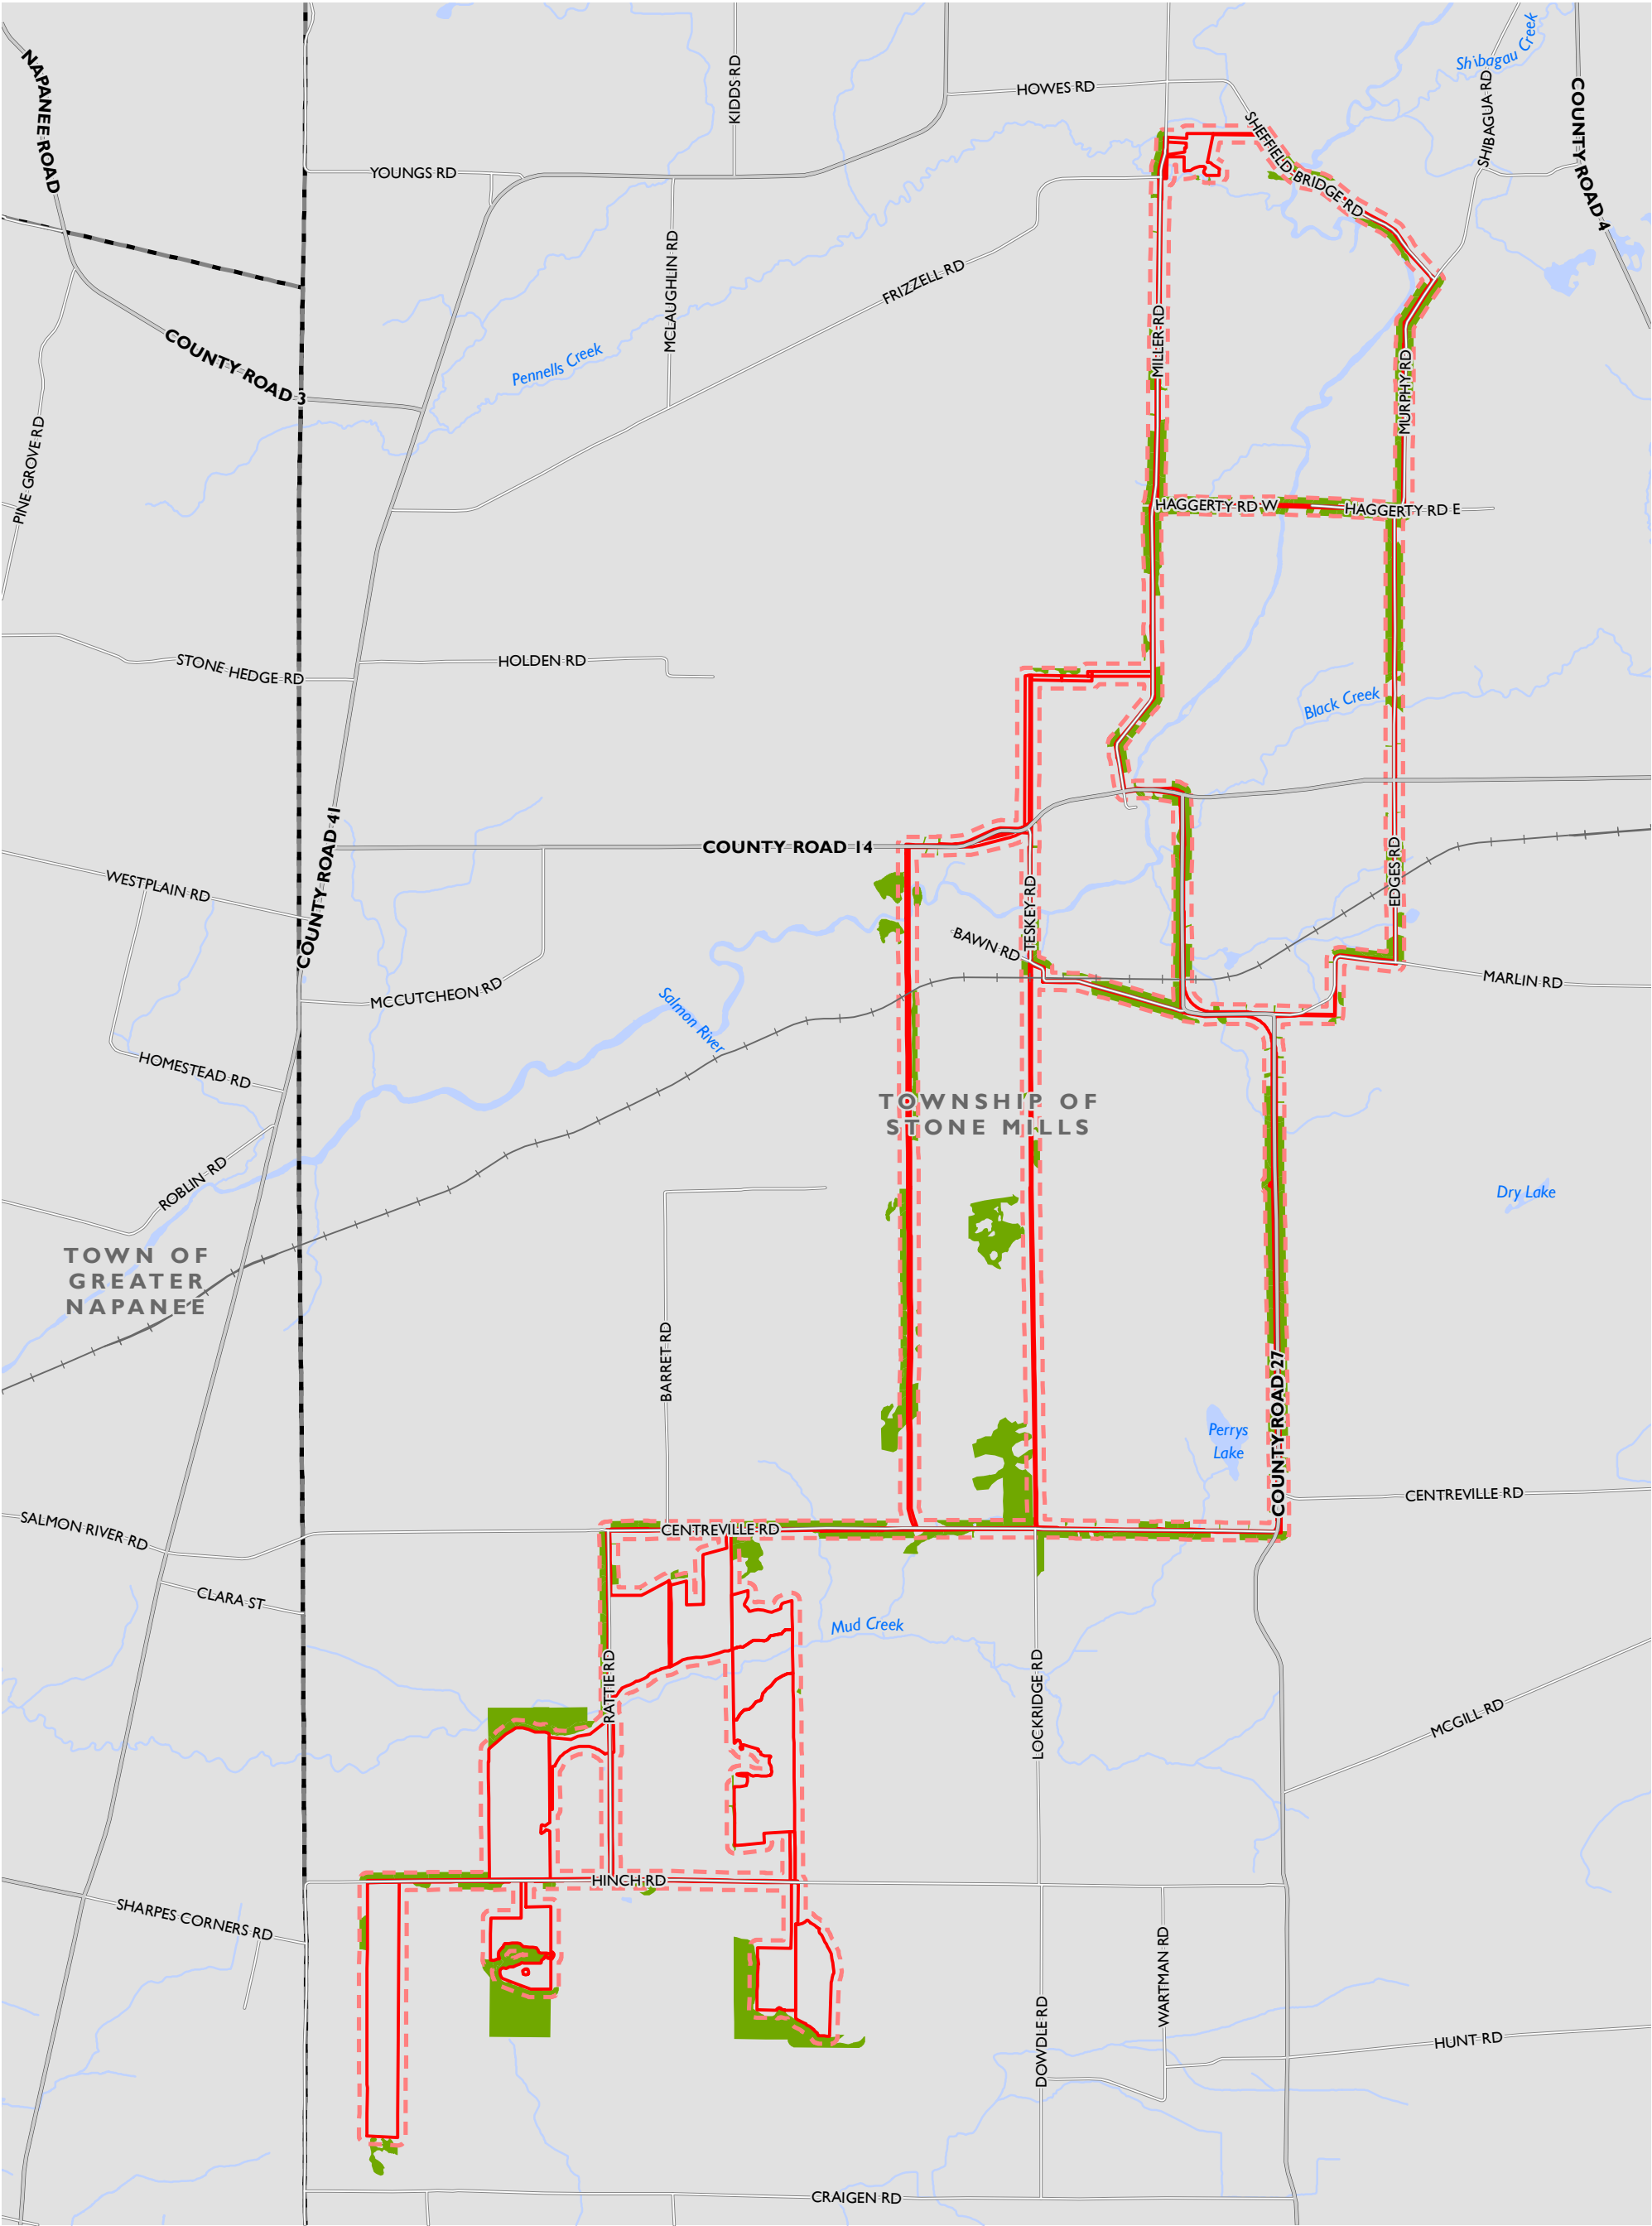 Shibagau Creek
HOWES RD
KIDDS RD
NAPANEE ROAD
SHIBAGUA RD
COUNTY ROAD 4
YOUNGS RD
SHEFFIELD BRIDGE RD
MCLAUGHLIN RD
FRIZZELL RD
MILLER RD
COUNTY ROAD 3
Pennells Creek
MURPHY RD
PINE GROVE RD
HAGGERTY RD W
HAGGERTY RD E
STONE HEDGE RD
HOLDEN RD
Black Creek
COUNTY ROAD 41
COUNTY ROAD 14
EDGES RD
WESTPLAIN RD
TESKEY RD
BAWN RD
MARLIN RD
MCCUTCHEON RD
Salmon River
HOMESTEAD RD
TOWNSHIP OF
STONE MILLS
ROBLIN RD
Dry Lake
TOWN OF
GREATER
NAPANEE
BARRET RD
COUNTY ROAD 27
Perrys
Lake
CENTREVILLE RD
SALMON RIVER RD
CENTREVILLE RD
CLARA ST
Mud Creek
RATTIE RD
LOCKRIDGE RD
MCGILL RD
HINCH RD
SHARPES CORNERS RD
WARTMAN RD
DOWDLE RD
HUNT RD
CRAIGEN RD